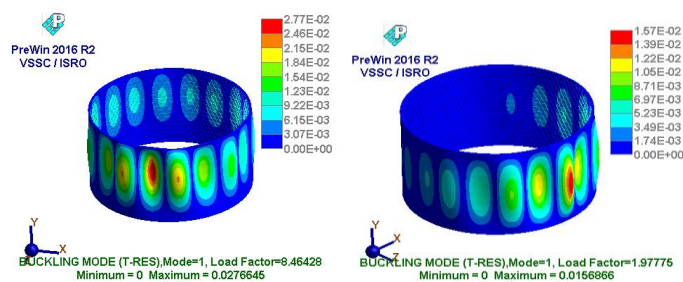 PreWin 2016 R2
VSSC / ISRO
2.77E-02
2.46E-02
2.15E-02
1.84E-02
1.54E-02
1.23E-02
9.22E-03
6.15E-03
3.07E-03
0.00E+00
Y
X
BUCKLING MODE (T-RES),Mode=1, Load Factor=8.46428
Minimum = 0 Maximum = 0.0276645
PreWin 2016 R2
VSSC / ISRO
1.57E-02
1.39E-02
1.22E-02
1.05E-02
8.71E-03
6.97E-03
5.23E-03
3.49E-03
1.74E-03
0.00E+00
Y
X
Z
BUCKLING MODE (T-RES),Mode=1, Load Factor=1.97775
Minimum = 0 Maximum = 0.0156866